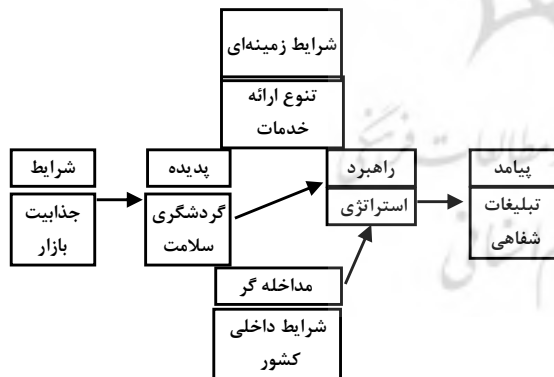 شرایط زمینه‌ای
تنوع ارائه
خدمات
شرایط
جذابیت
بازار
پدیده
گردشگری
سلامت
راهبرد
استراتژی
پیامد
تبلیغات
شفاهی
مداخله گر
شرایط داخلی
کشور